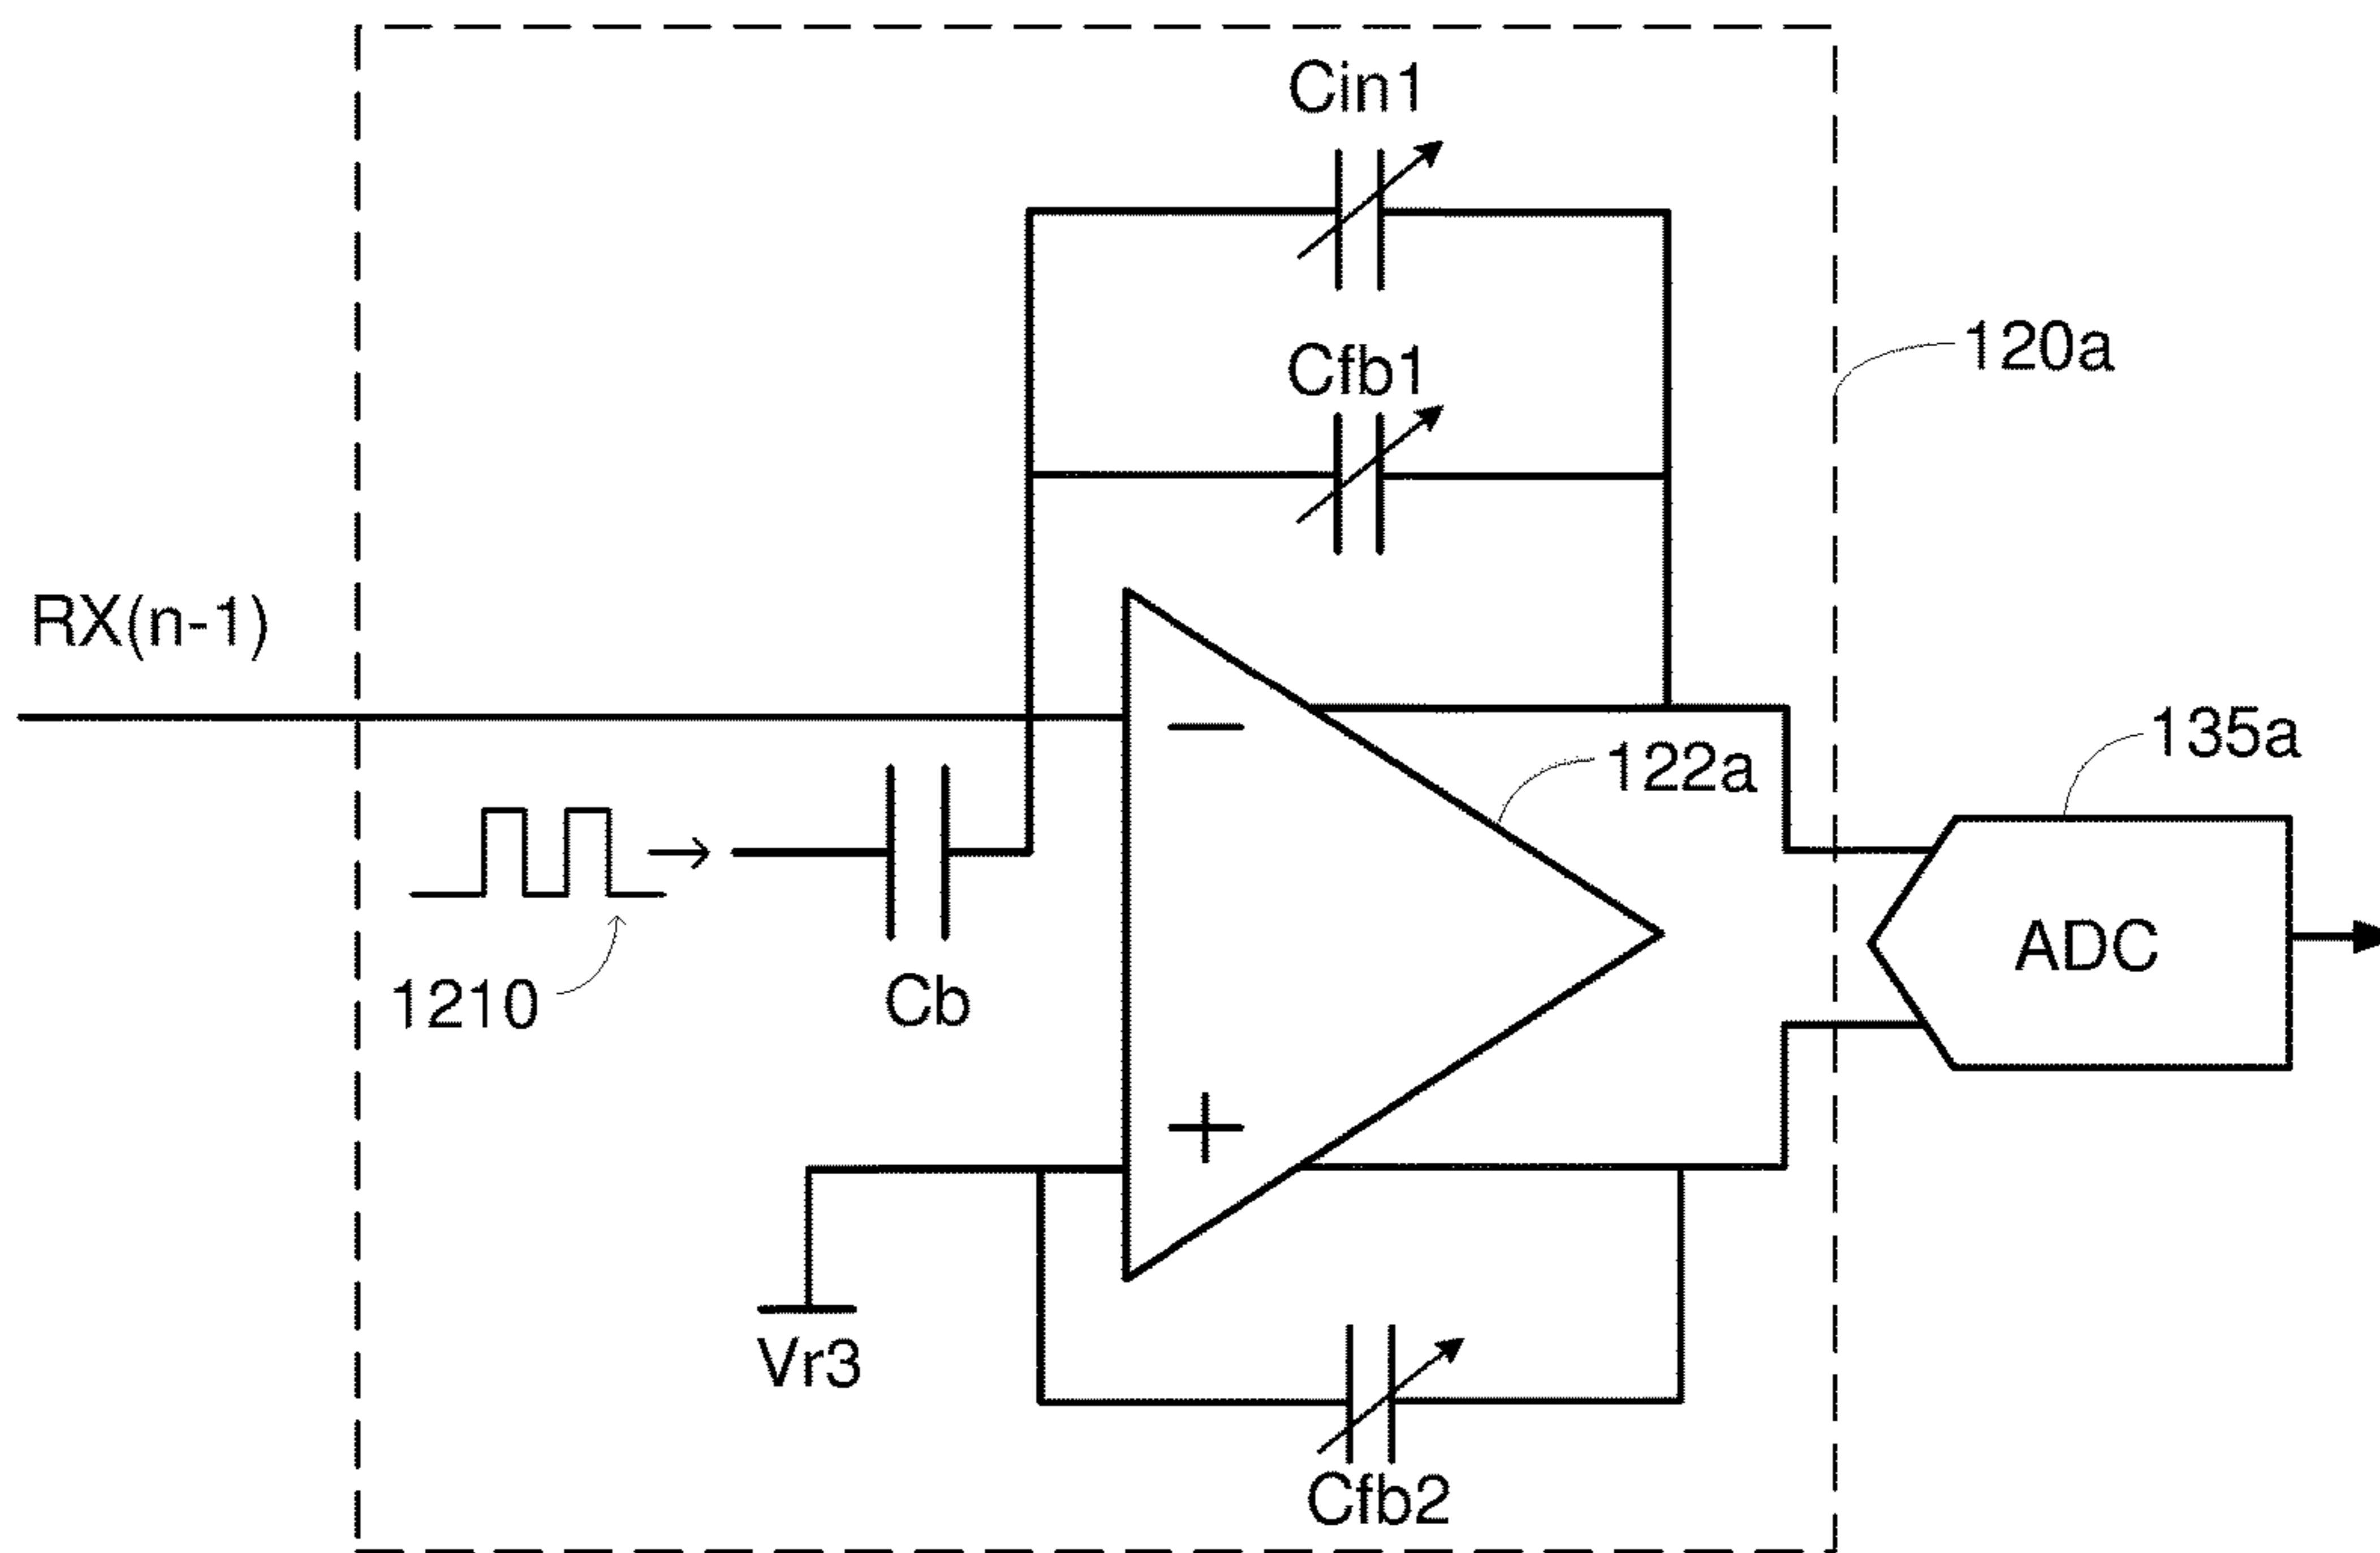 Cin1
Cfb1
120a
RX(n-1)
−
122a
135a
ADC
1210
Cb
+
Vr3
Cfb2